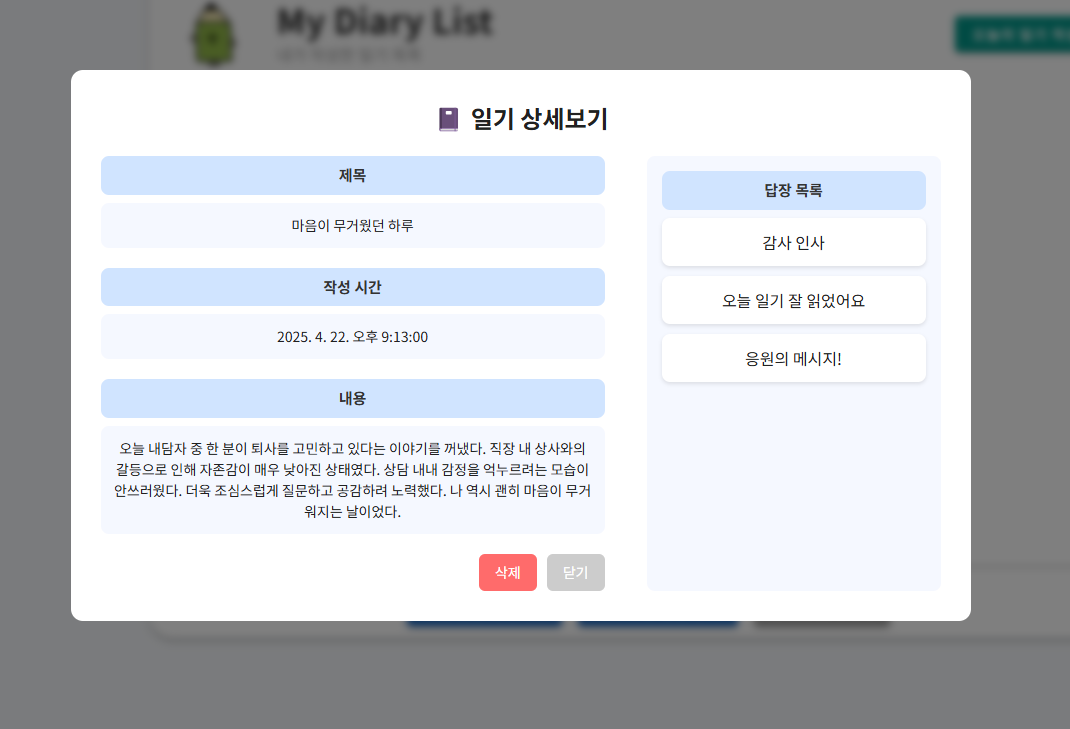 My Diary List
일기 상세보기
제목
마음이 무거웠던 하루
작성 시간
2025. 4. 22. 오후 9:13:00
내용
오늘 내담자 중 한 분이 퇴사를 고민하고 있다는 이야기를 꺼냈다. 직장 내 상사와의
갈등으로 인해 자존감이 매우 낮아진 상태였다. 상담 내내 감정을 억누르려는 모습이
안쓰러웠다. 더욱 조심스럽게 질문하고 공감하려 노력했다. 나 역시 괜히 마음이 무거
워지는 날이었다.
삭제
닫기
답장 목록
감사 인사
오늘 일기 잘 읽었어요
응원의 메시지!